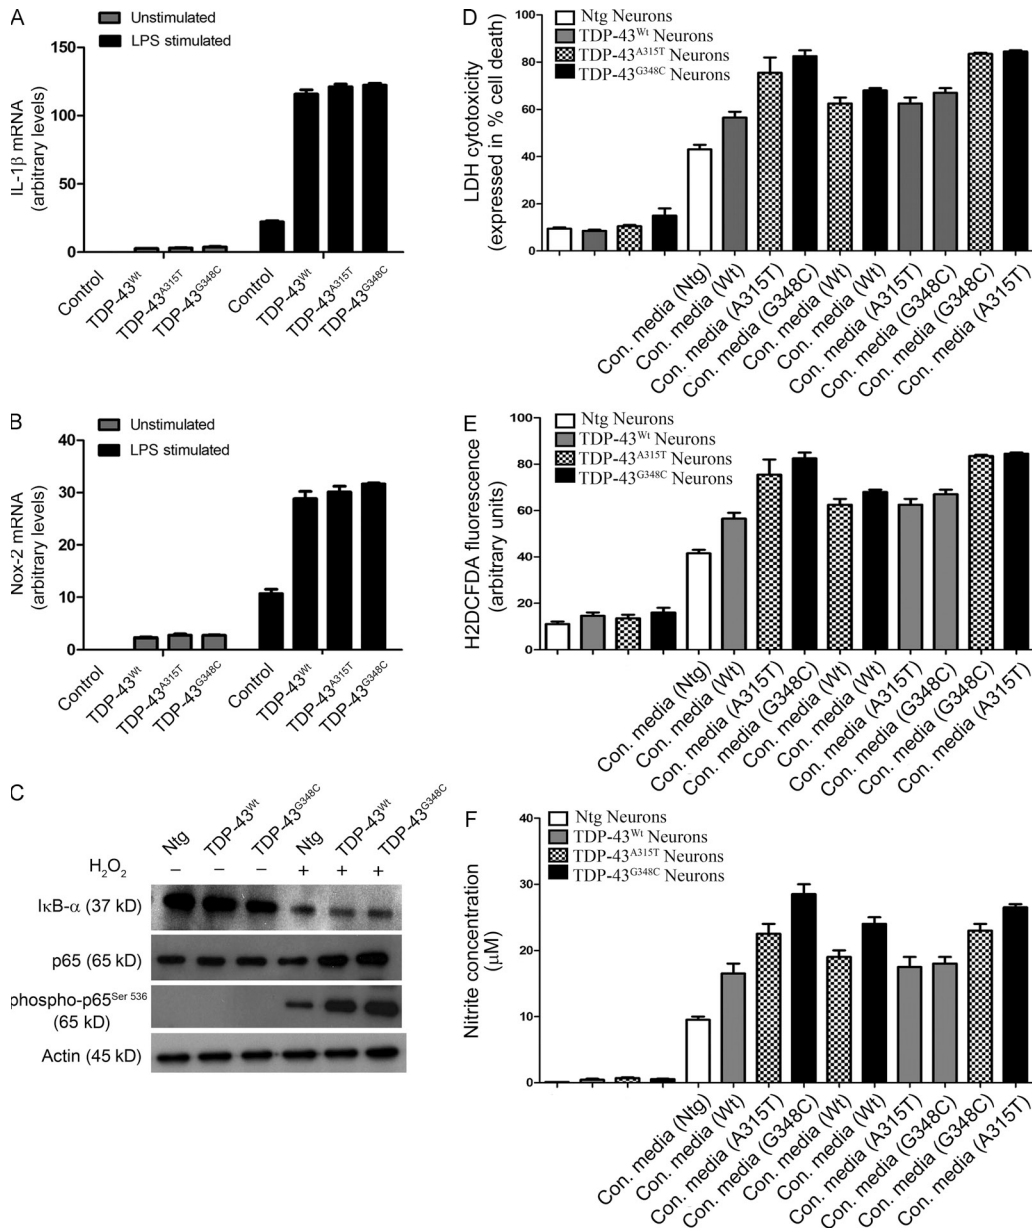 A
Unstimulated
LPS stimulated
150
100
50
0
IL-1β mRNA
(arbitrary levels)
Control
TDP-43Wt
TDP-43A315T
TDP-43G348C
Control
TDP-43Wt
TDP-43A315T
TDP-43G348C
B
Unstimulated
LPS stimulated
40
30
20
10
0
Nox-2 mRNA
(arbitrary levels)
Control
TDP-43Wt
TDP-43A315T
TDP-43G348C
Control
TDP-43Wt
TDP-43A315T
TDP-43G348C
C
Ntg
TDP-43Wt
TDP-43G348C
Ntg
TDP-43Wt
TDP-43G348C
H2O2 – – – + + +
IκB-α (37 kD)
p65 (65 kD)
phospho-p65Ser 536
(65 kD)
Actin (45 kD)
D
Ntg Neurons
TDP-43Wt Neurons
TDP-43A315T Neurons
TDP-43G348C Neurons
100
80
60
40
20
0
LDH cytotoxicity
(expressed in % cell death)
Con. media (Ntg)
Con. media (Wt)
Con. media (A315T)
Con. media (G348C)
Con. media (Wt)
Con. media (Wt)
Con. media (A315T)
Con. media (G348C)
Con. media (G348C)
Con. media (A315T)
E
Ntg Neurons
TDP-43Wt Neurons
TDP-43A315T Neurons
TDP-43G348C Neurons
100
80
60
40
20
0
H2DCFDA fluorescence
(arbitrary units)
Con. media (Ntg)
Con. media (Wt)
Con. media (A315T)
Con. media (G348C)
Con. media (Wt)
Con. media (Wt)
Con. media (A315T)
Con. media (G348C)
Con. media (G348C)
Con. media (A315T)
F
Ntg Neurons
TDP-43Wt Neurons
TDP-43A315T Neurons
TDP-43G348C Neurons
40
30
20
10
0
Nitrite concentration
(μM)
Con. media (Ntg)
Con. media (Wt)
Con. media (A315T)
Con. media (G348C)
Con. media (Wt)
Con. media (Wt)
Con. media (A315T)
Con. media (G348C)
Con. media (G348C)
Con. media (A315T)